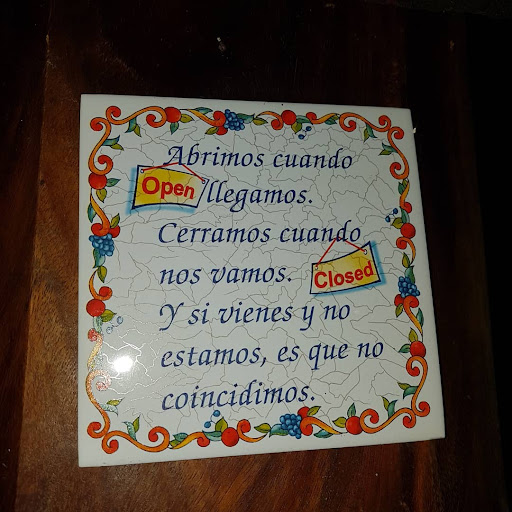 Abrimos cuando
Open
llegamos.
Cerramos cuando
nos vamos.
Closed
Y si vienes y no
estamos, es que no
coincidimos.